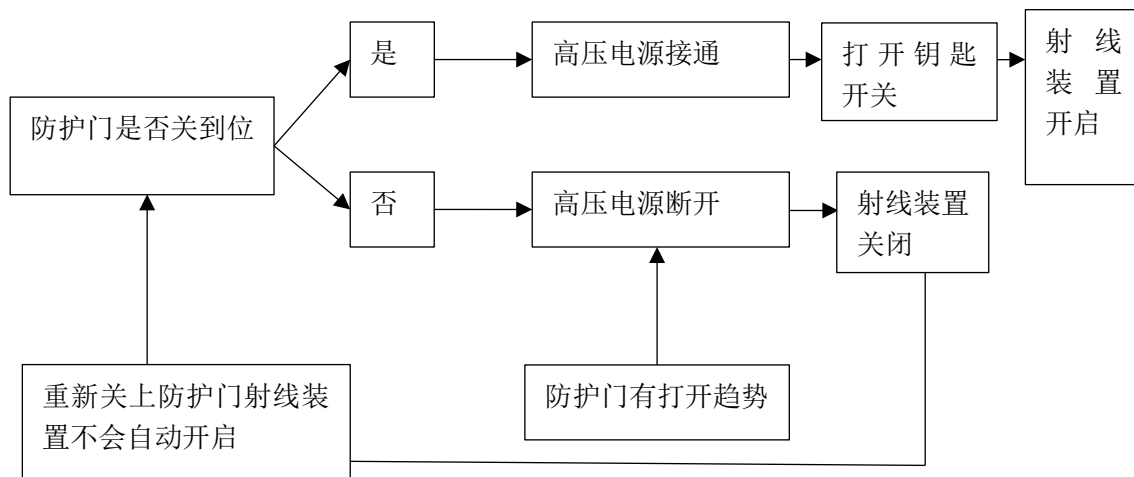 是
高压电源接通
打开钥匙
开关
射线
装置
开启
防护门是否关到位
否
高压电源断开
射线装置
关闭
重新关上防护门射线装
置不会自动开启
防护门有打开趋势